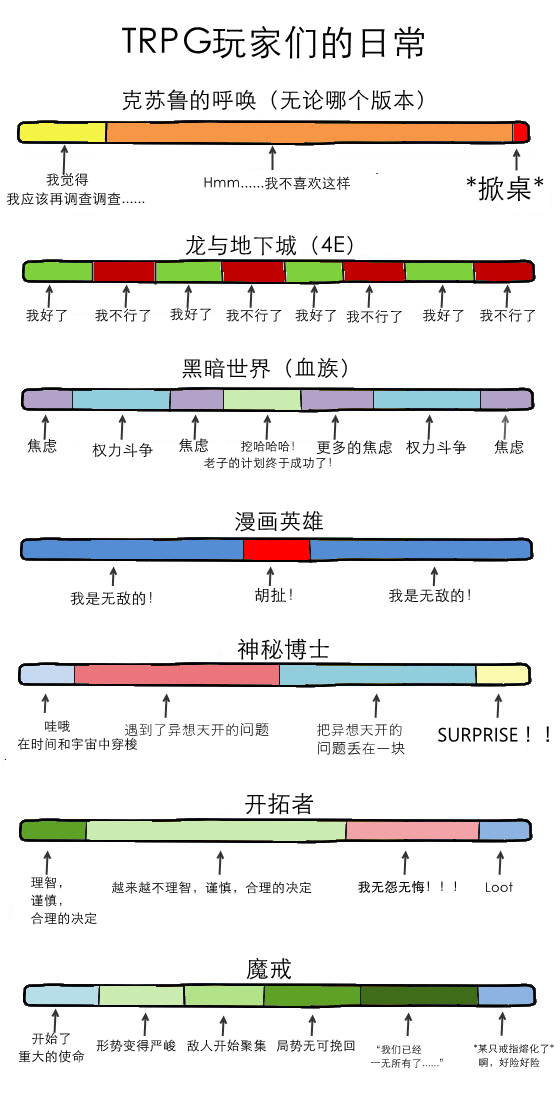 TRPG玩家们的日常
克苏鲁的呼唤（无论哪个版本）
我觉得
我应该再调查调查......
Hmm......我不喜欢这样
*掀桌*
龙与地下城（4E）
我好了
我不行了
我好了
我不行了
我好了
我不行了
我好了
我不行了
黑暗世界（血族）
焦虑
权力斗争
焦虑
挖哈哈哈！
老子的计划终于成功了！
更多的焦虑
权力斗争
焦虑
漫画英雄
我是无敌的！
胡扯！
我是无敌的！
神秘博士
哇哦
在时间和宇宙中穿梭
遇到了异想天开的问题
把异想天开的
问题丢在一块
SURPRISE！！
开拓者
理智，
谨慎，
合理的决定
越来越不理智，谨慎，合理的决定
我无怨无悔！！！
Loot
魔戒
开始了
重大的使命
形势变得严峻
敌人开始聚集
局势无可挽回
“我们已经
一无所有了......”
*某只戒指熔化了*
啊，好险好险